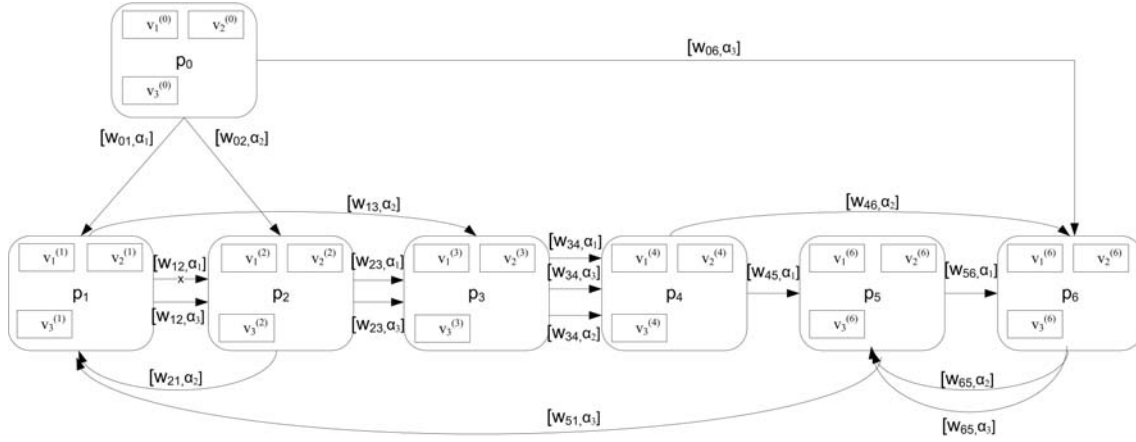 v₁⁽⁰⁾ v₂⁽⁰⁾
p₀
v₃⁽⁰⁾
[w₀₆,α₃]
[w₀₁,α₁] [w₀₂,α₂]
[w₁₃,α₂] [w₄₆,α₂]
v₁⁽¹⁾ v₂⁽¹⁾
p₁
v₃⁽¹⁾
[w₁₂,α₁]
x
[w₁₂,α₃]
v₁⁽²⁾ v₂⁽²⁾
p₂
v₃⁽²⁾
[w₂₃,α₁]
[w₂₃,α₃]
v₁⁽³⁾ v₂⁽³⁾
p₃
v₃⁽³⁾
[w₃₄,α₁]
[w₃₄,α₃]
[w₃₄,α₂]
v₁⁽⁴⁾ v₂⁽⁴⁾
p₄
v₃⁽⁴⁾
[w₄₅,α₁]
v₁⁽⁶⁾ v₂⁽⁶⁾
p₅
v₃⁽⁶⁾
[w₅₆,α₁]
v₁⁽⁶⁾ v₂⁽⁶⁾
p₆
v₃⁽⁶⁾
[w₂₁,α₂] [w₆₅,α₂]
[w₅₁,α₃] [w₆₅,α₃]